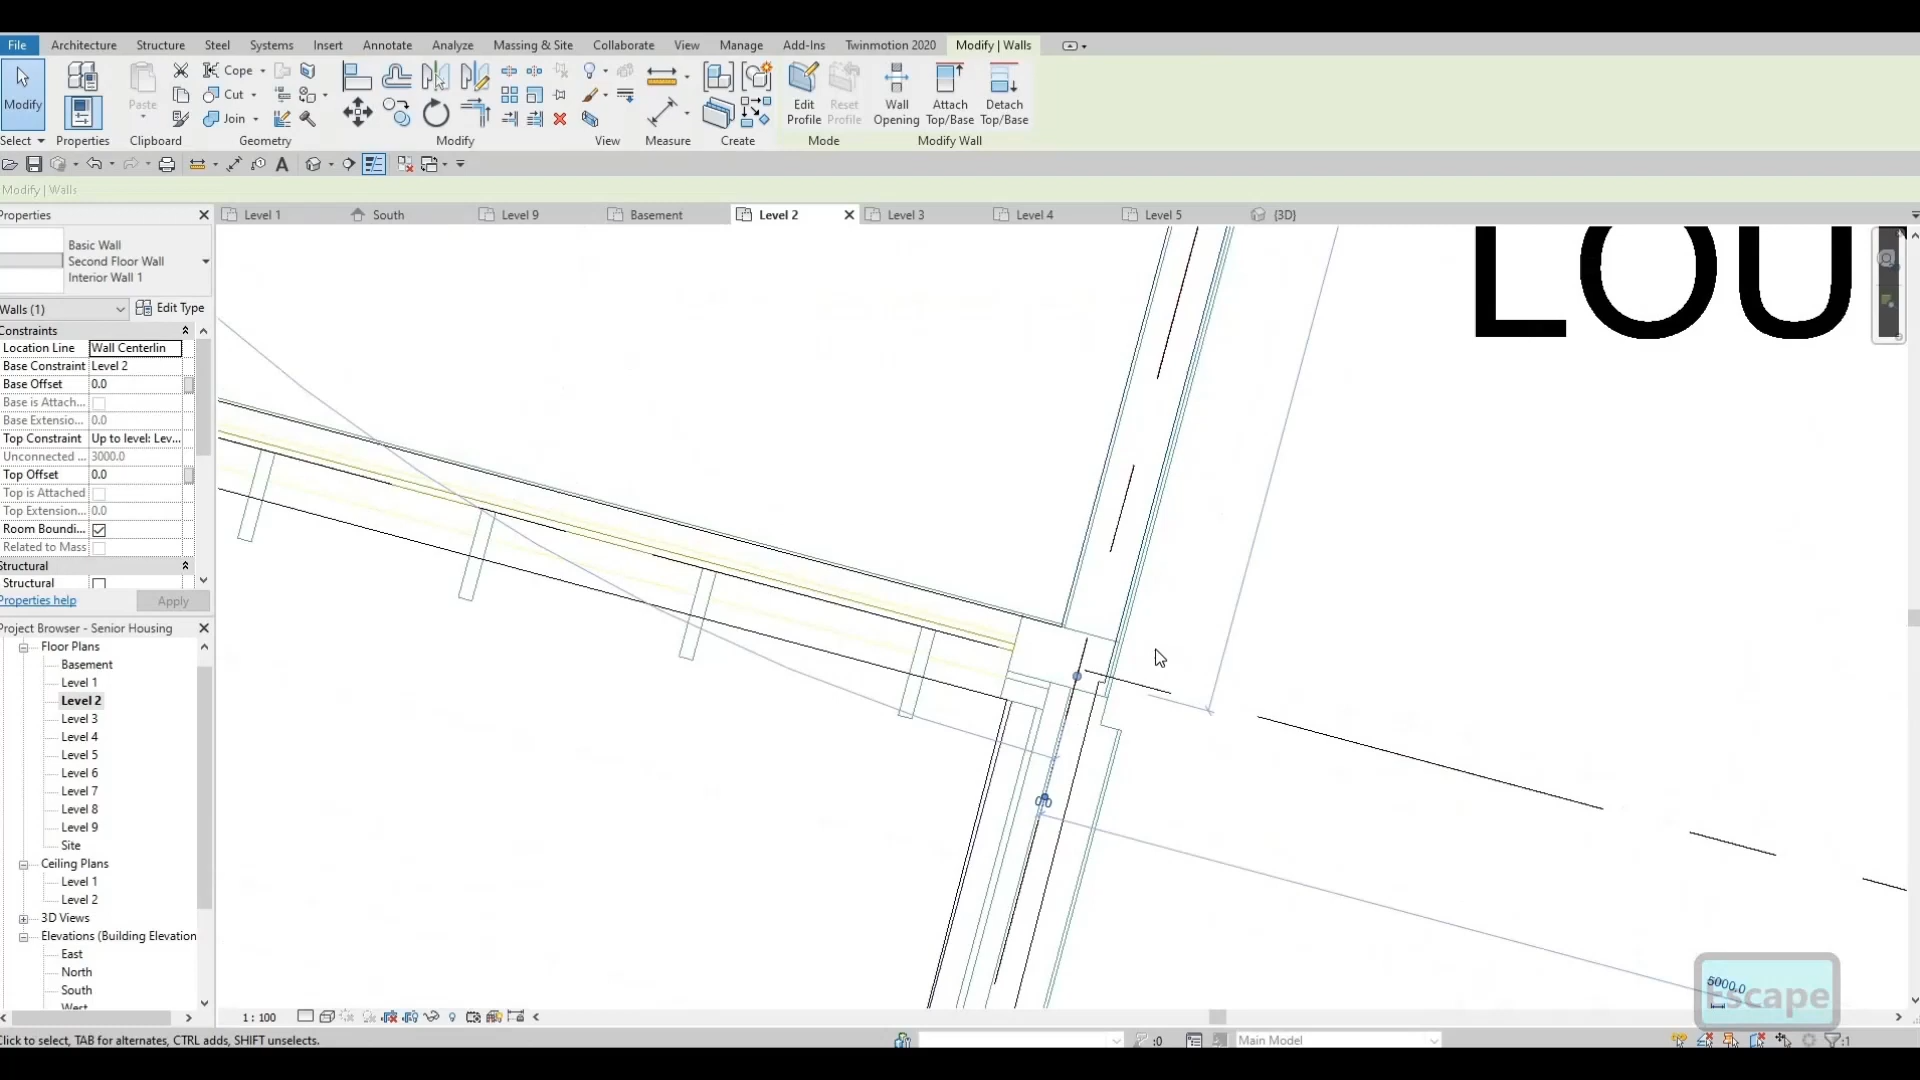 File Architecture Structure Steel Systems Insert Annotate Analyze Massing & Site Collaborate View Manage Add-Ins Twinmotion 2020 Modify | Walls
Modify Paste Cope Cut Join Edit Profile Reset Profile Wall Opening Attach Top/Base Detach Top/Base
Select Properties Clipboard Geometry Modify View Measure Create Mode Modify Wall
A
Modify | Walls
Properties
Level 1 South Level 9 Basement Level 2 Level 3 Level 4 Level 5 {3D}
Basic Wall
Second Floor Wall
Interior Wall 1
Walls (1) Edit Type
Constraints
Location Line Wall Centerlin
Base Constraint Level 2
Base Offset 0.0
Base is Attach...
Base Extensio... 0.0
Top Constraint Up to level: Lev...
Unconnected ... 3000.0
Top Offset 0.0
Top is Attached
Top Extension... 0.0
Room Boundi...
Related to Mass
Structural
Structural
Properties help Apply
Project Browser - Senior Housing
Floor Plans
Basement
Level 1
Level 2
Level 3
Level 4
Level 5
Level 6
Level 7
Level 8
Level 9
Site
Ceiling Plans
Level 1
Level 2
3D Views
Elevations (Building Elevation
East
North
South
West
LOU
5000.0
Escape
1 : 100
Click to select, TAB for alternates, CTRL adds, SHIFT unselects.
:0
Main Model
:1